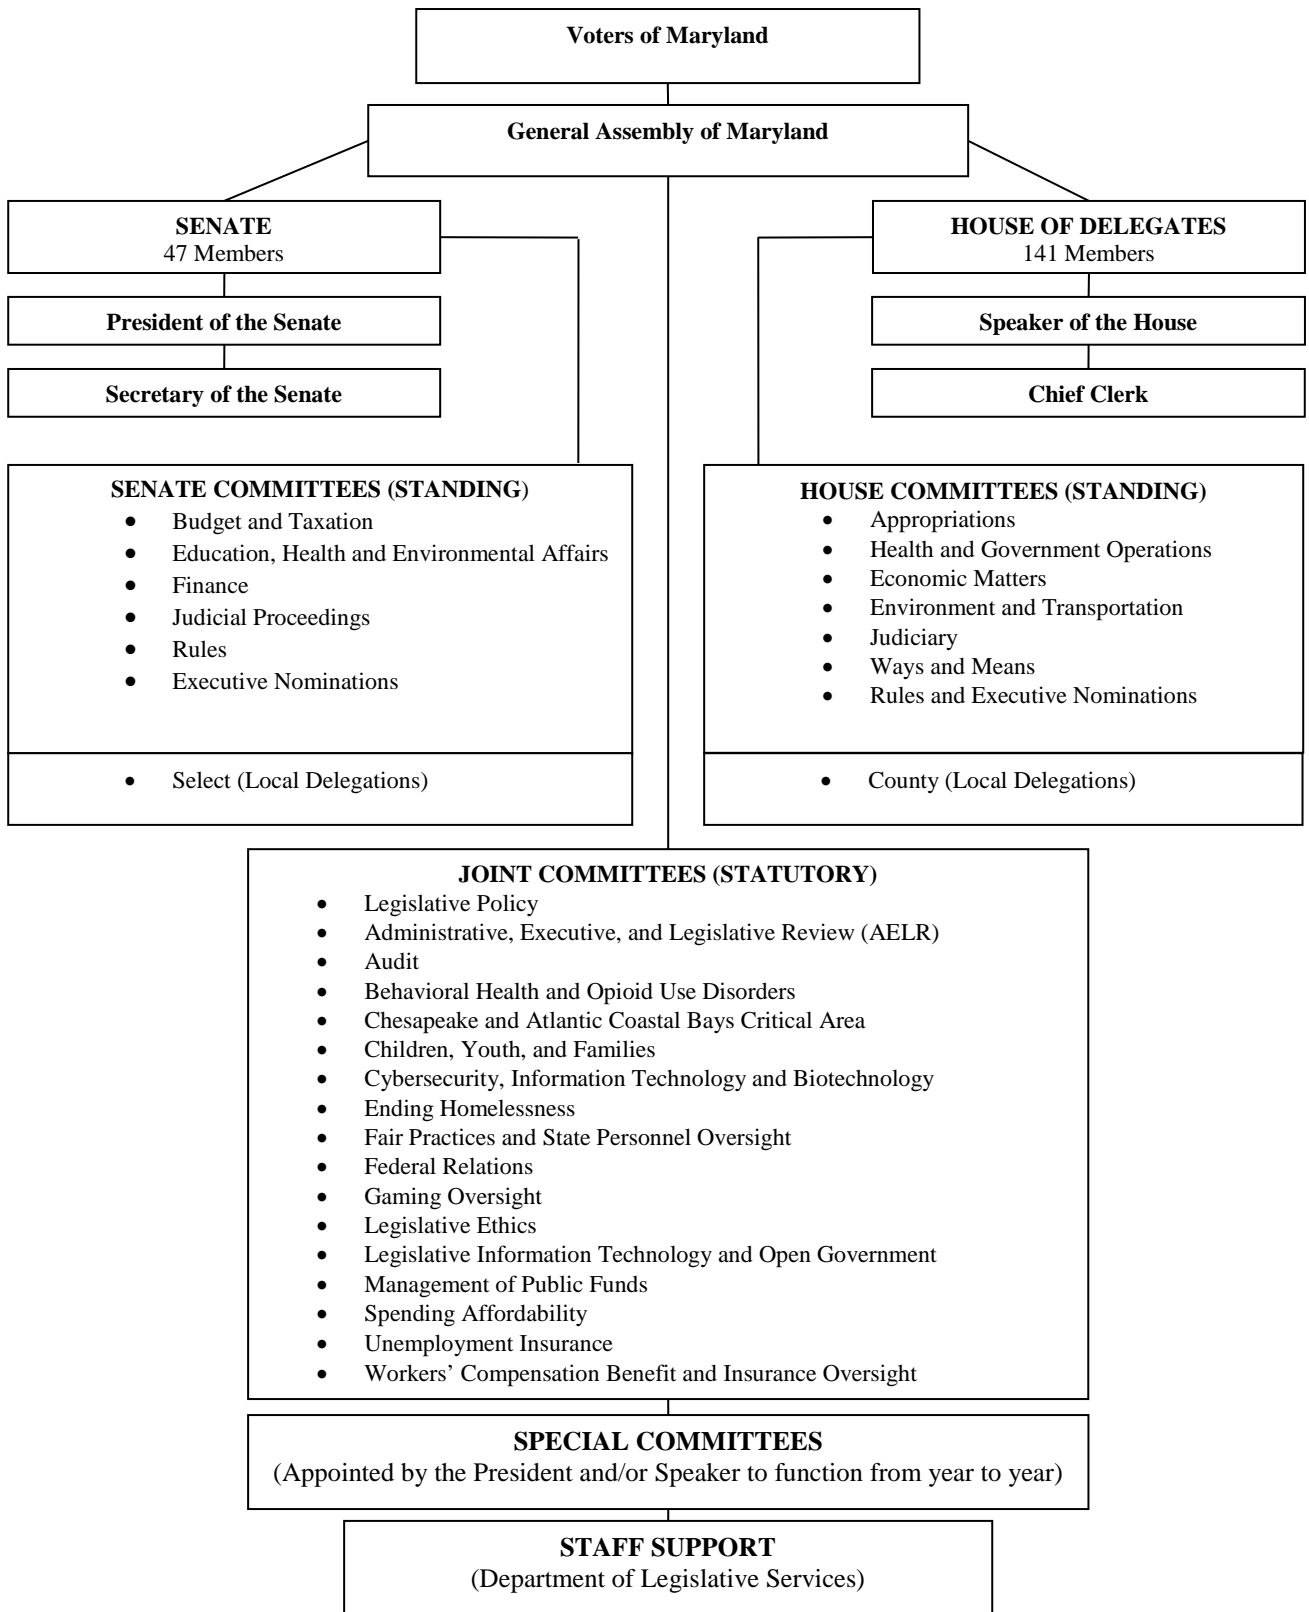 Voters of Maryland
General Assembly of Maryland
SENATE
47 Members
HOUSE OF DELEGATES
141 Members
President of the Senate
Speaker of the House
Secretary of the Senate
Chief Clerk
SENATE COMMITTEES (STANDING)
• Budget and Taxation
• Education, Health and Environmental Affairs
• Finance
• Judicial Proceedings
• Rules
• Executive Nominations
• Select (Local Delegations)
HOUSE COMMITTEES (STANDING)
• Appropriations
• Health and Government Operations
• Economic Matters
• Environment and Transportation
• Judiciary
• Ways and Means
• Rules and Executive Nominations
• County (Local Delegations)
JOINT COMMITTEES (STATUTORY)
• Legislative Policy
• Administrative, Executive, and Legislative Review (AELR)
• Audit
• Behavioral Health and Opioid Use Disorders
• Chesapeake and Atlantic Coastal Bays Critical Area
• Children, Youth, and Families
• Cybersecurity, Information Technology and Biotechnology
• Ending Homelessness
• Fair Practices and State Personnel Oversight
• Federal Relations
• Gaming Oversight
• Legislative Ethics
• Legislative Information Technology and Open Government
• Management of Public Funds
• Spending Affordability
• Unemployment Insurance
• Workers’ Compensation Benefit and Insurance Oversight
SPECIAL COMMITTEES
(Appointed by the President and/or Speaker to function from year to year)
STAFF SUPPORT
(Department of Legislative Services)